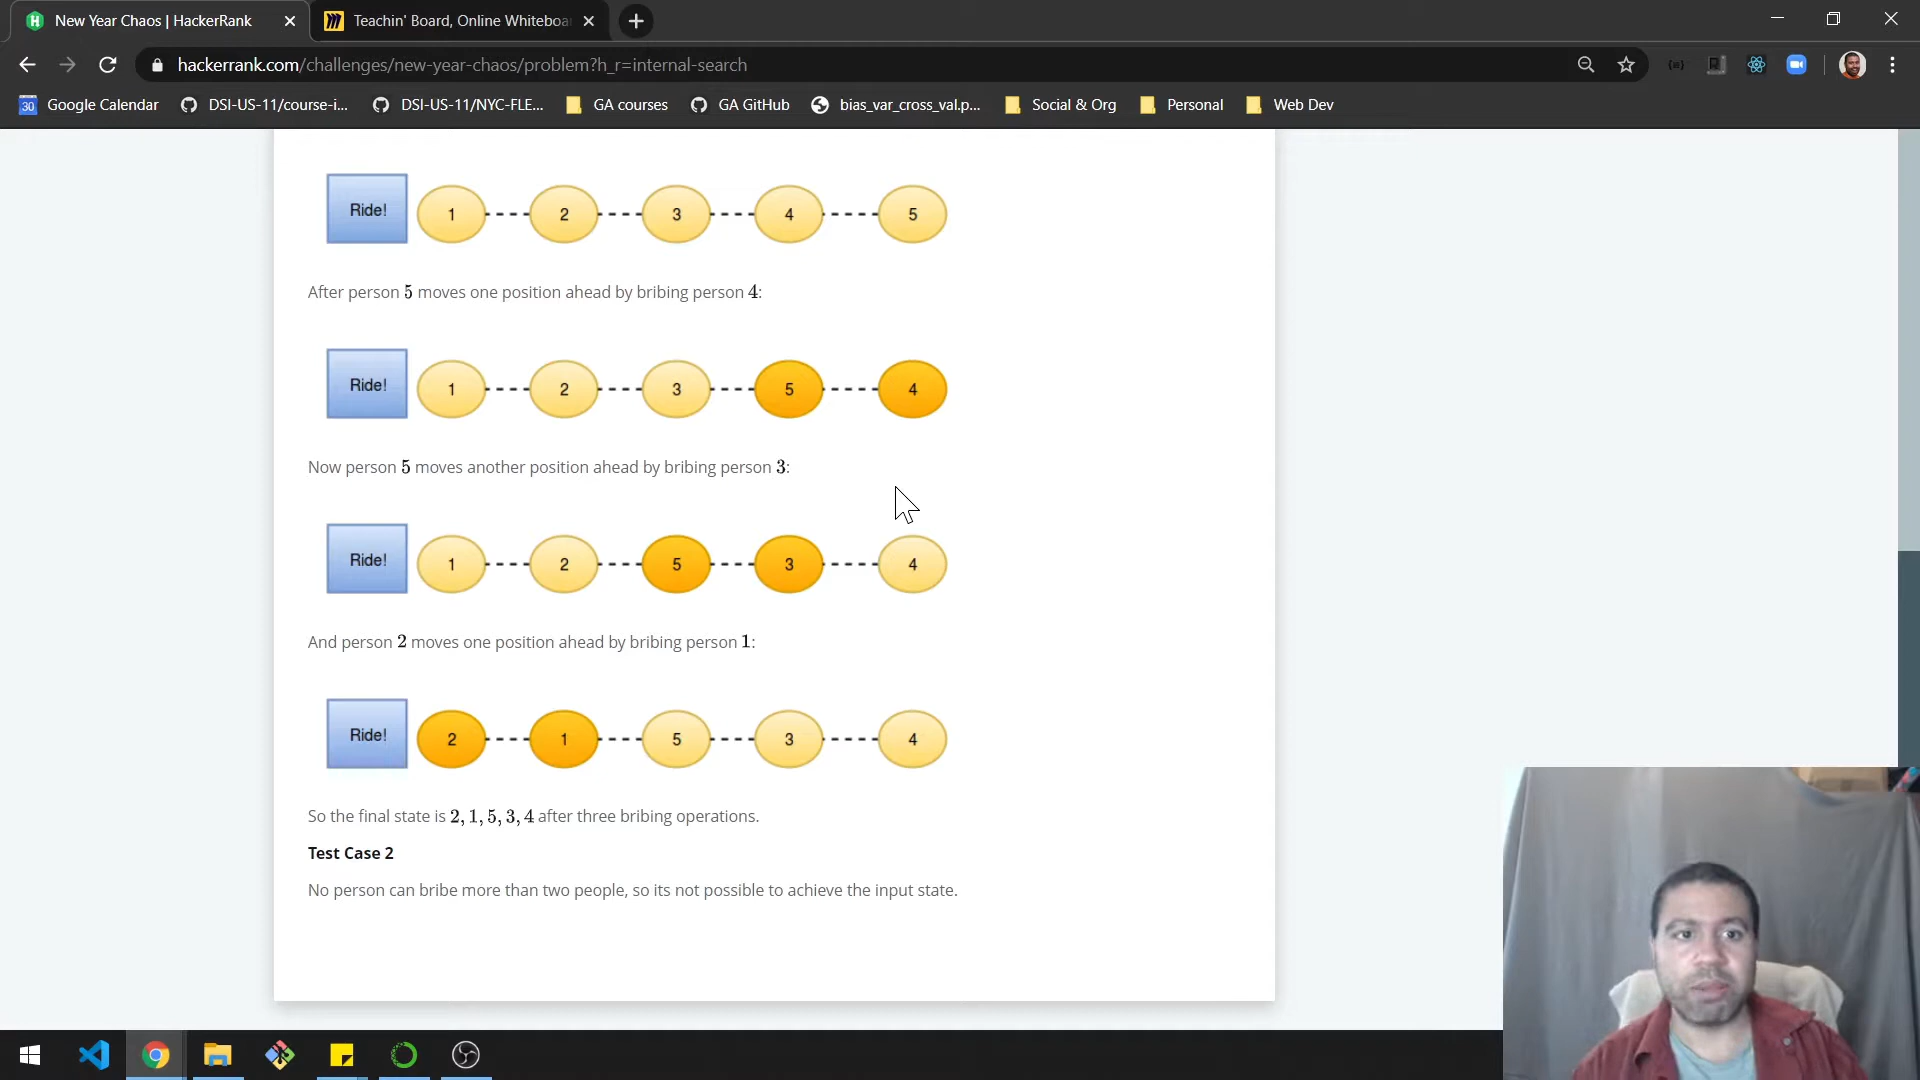 New Year Chaos | HackerRank
Teachin' Board, Online Whiteboa
hackerrank.com/challenges/new-year-chaos/problem?h_r=internal-search
30 Google Calendar DSI-US-11/course-i... DSI-US-11/NYC-FLE... GA courses GA GitHub bias_var_cross_val.p... Social & Org Personal Web Dev
Ride! 1 2 3 4 5
After person 5 moves one position ahead by bribing person 4:
Ride! 1 2 3 5 4
Now person 5 moves another position ahead by bribing person 3:
Ride! 1 2 5 3 4
And person 2 moves one position ahead by bribing person 1:
Ride! 2 1 5 3 4
So the final state is 2, 1, 5, 3, 4 after three bribing operations.
Test Case 2
No person can bribe more than two people, so its not possible to achieve the input state.